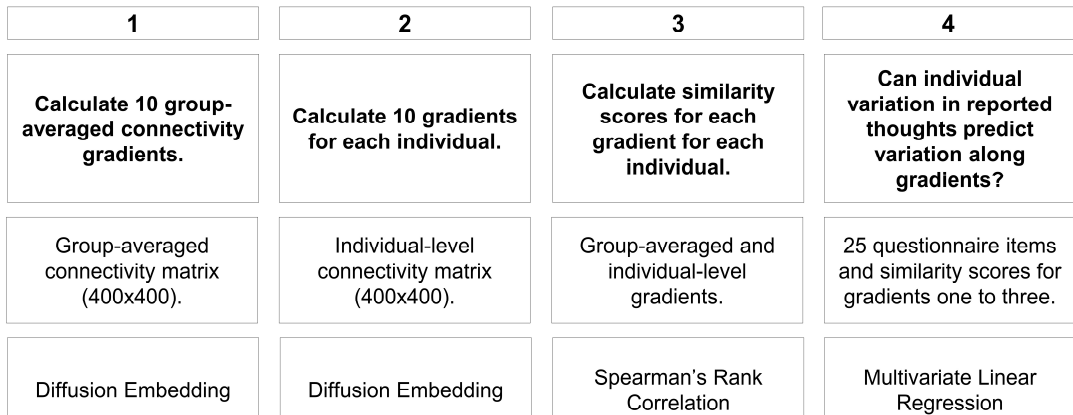 1
2
3
4
Calculate 10 group-
averaged connectivity
gradients.
Calculate 10 gradients
for each individual.
Calculate similarity
scores for each
gradient for each
individual.
Can individual
variation in reported
thoughts predict
variation along
gradients?
Group-averaged
connectivity matrix
(400x400).
Individual-level
connectivity matrix
(400x400).
Group-averaged and
individual-level
gradients.
25 questionnaire items
and similarity scores for
gradients one to three.
Diffusion Embedding
Diffusion Embedding
Spearman's Rank
Correlation
Multivariate Linear
Regression